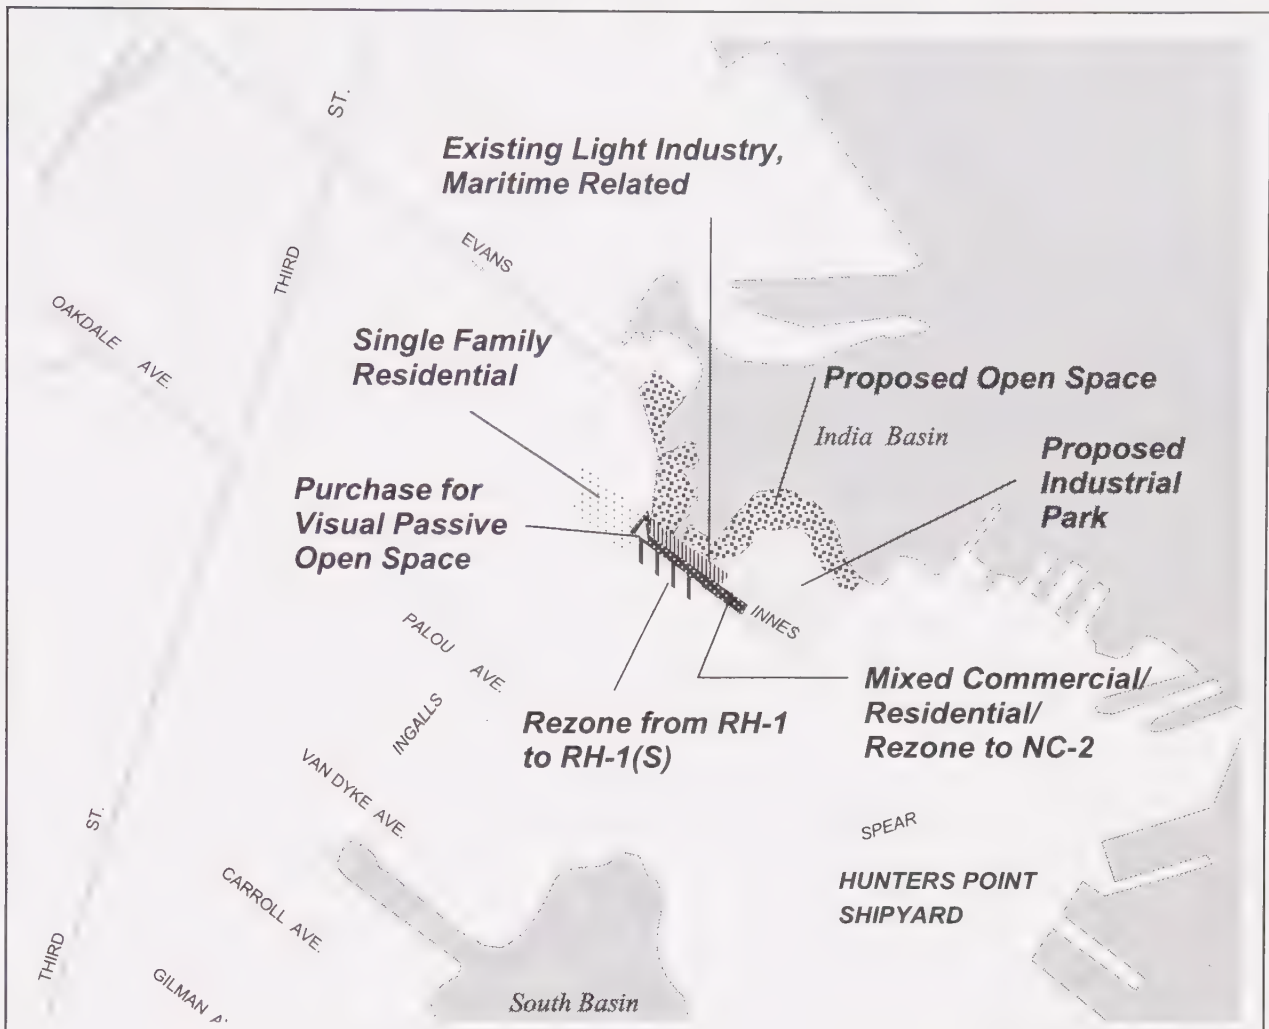 ST.
Existing Light Industry,
Maritime Related
EVANS
THIRD
OAKDALE AVE.
Single Family
Residential
Proposed Open Space
India Basin
Proposed
Industrial
Park
Purchase for
Visual Passive
Open Space
INNES
PALOU AVE.
Mixed Commercial/
Residential/
Rezone to NC-2
Rezone from RH-1
to RH-1(S)
INGALLS
VAN DYKE AVE.
ST.
SPEAR
HUNTERS POINT
SHIPYARD
CARROLL AVE.
THIRD
GILMAN
South Basin